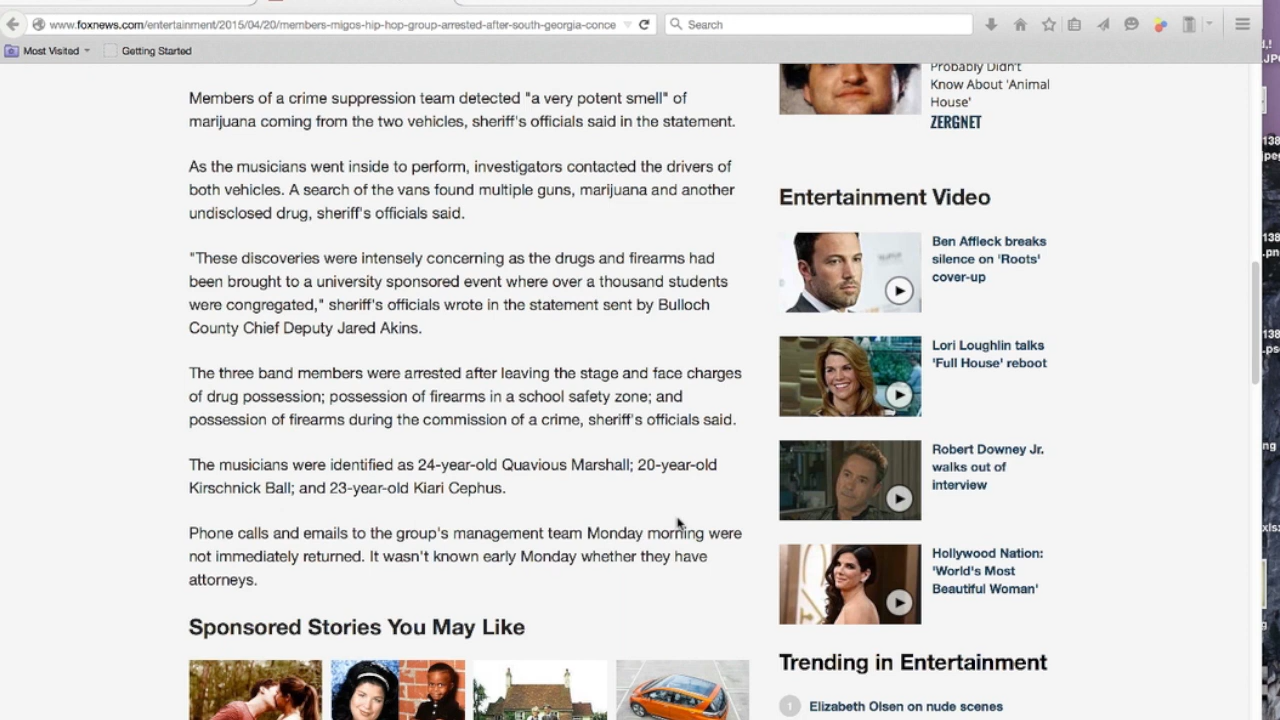 www.foxnews.com/entertainment/2015/04/20/members-migos-hip-hop-group-arrested-after-south-georgia-conce
Search
Most Visited
Getting Started
Members of a crime suppression team detected "a very potent smell" of
marijuana coming from the two vehicles, sheriff's officials said in the statement.
As the musicians went inside to perform, investigators contacted the drivers of
both vehicles. A search of the vans found multiple guns, marijuana and another
undisclosed drug, sheriff's officials said.
"These discoveries were intensely concerning as the drugs and firearms had
been brought to a university sponsored event where over a thousand students
were congregated," sheriff's officials wrote in the statement sent by Bulloch
County Chief Deputy Jared Akins.
The three band members were arrested after leaving the stage and face charges
of drug possession; possession of firearms in a school safety zone; and
possession of firearms during the commission of a crime, sheriff's officials said.
The musicians were identified as 24-year-old Quavious Marshall; 20-year-old
Kirschnick Ball; and 23-year-old Kiari Cephus.
Phone calls and emails to the group's management team Monday morning were
not immediately returned. It wasn't known early Monday whether they have
attorneys.
Sponsored Stories You May Like
Probably Didn't
Know About 'Animal
House'
ZERGNET
Entertainment Video
Ben Affleck breaks
silence on 'Roots'
cover-up
Lori Loughlin talks
'Full House' reboot
Robert Downey Jr.
walks out of
interview
Hollywood Nation:
'World's Most
Beautiful Woman'
Trending in Entertainment
1 Elizabeth Olsen on nude scenes
.JPG
138
jpeg
138
.png
138
.psd
ng
xlsx
g